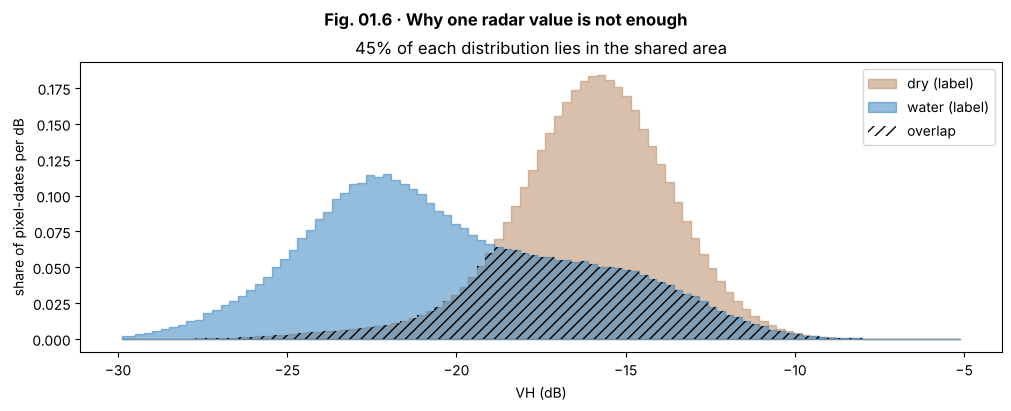 Fig. 01.6 · Why one radar value is not enough
45% of each distribution lies in the shared area
share of pixel-dates per dB
0.175
0.150
0.125
0.100
0.075
0.050
0.025
0.000
dry (label)
water (label)
overlap
−30 −25 −20 −15 −10 −5
VH (dB)